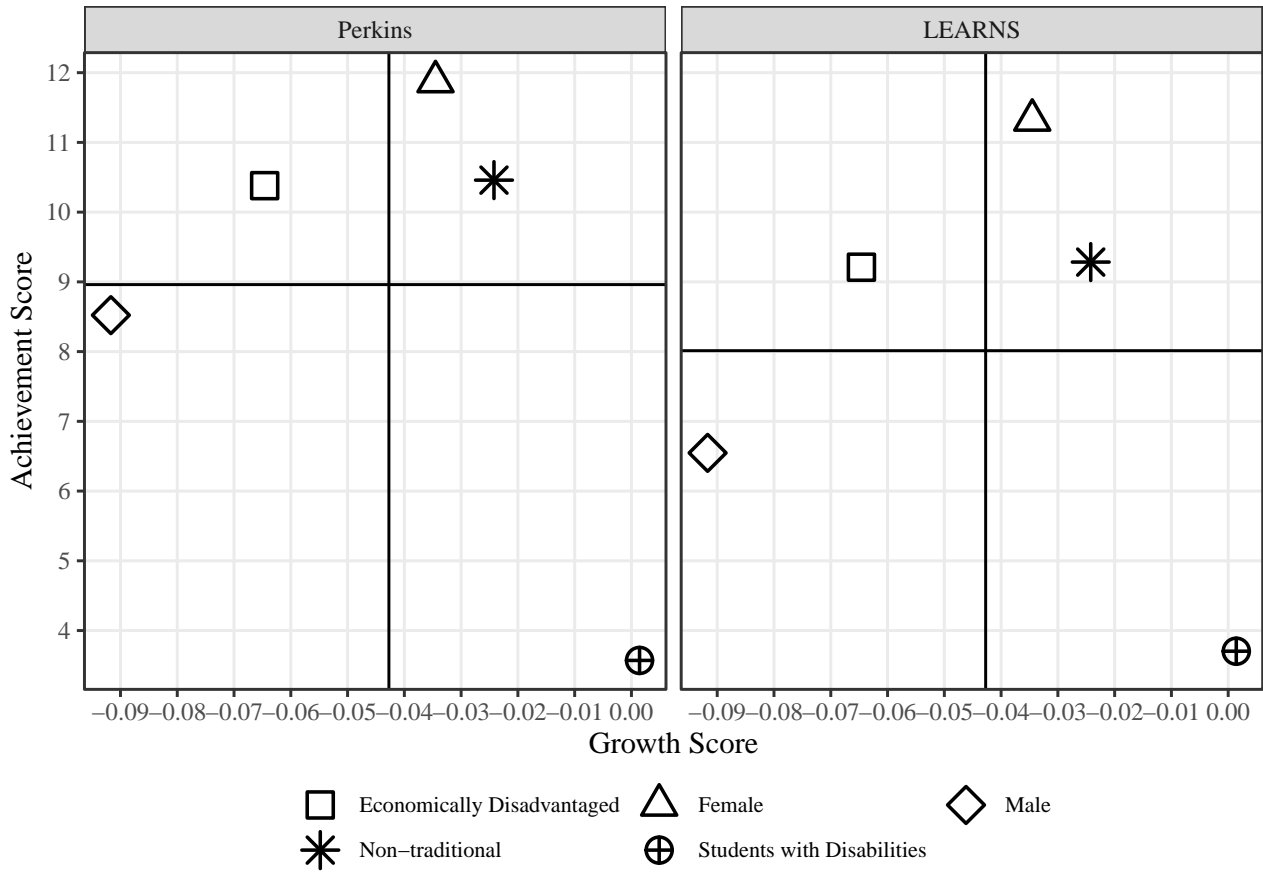 Perkins LEARNS
12
11
10
9
8
7
6
5
4
Achievement Score
−0.09−0.08−0.07−0.06−0.05−0.04−0.03−0.02−0.01 0.00 −0.09−0.08−0.07−0.06−0.05−0.04−0.03−0.02−0.01 0.00
Growth Score
Economically Disadvantaged Female Male
Non−traditional Students with Disabilities